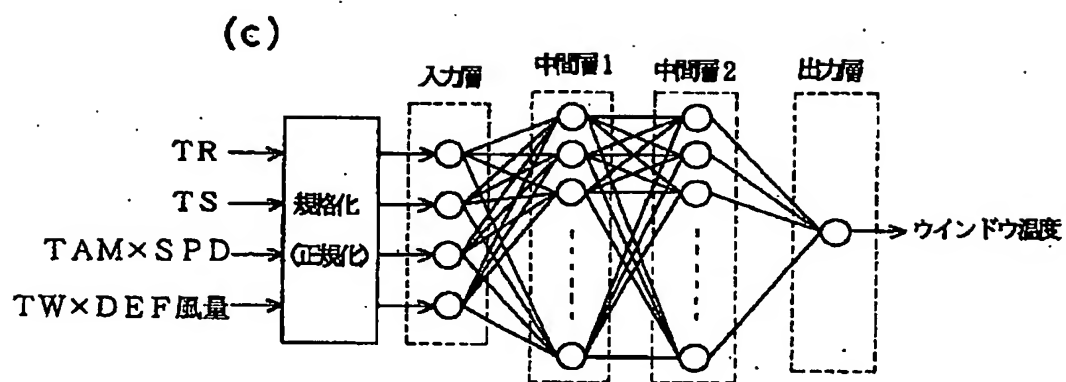 (c)
入力層
中間層1
中間層2
出力層
TR
TS
TAM×SPD
TW×DEF風量
規格化
(正規化)
ウインドウ温度